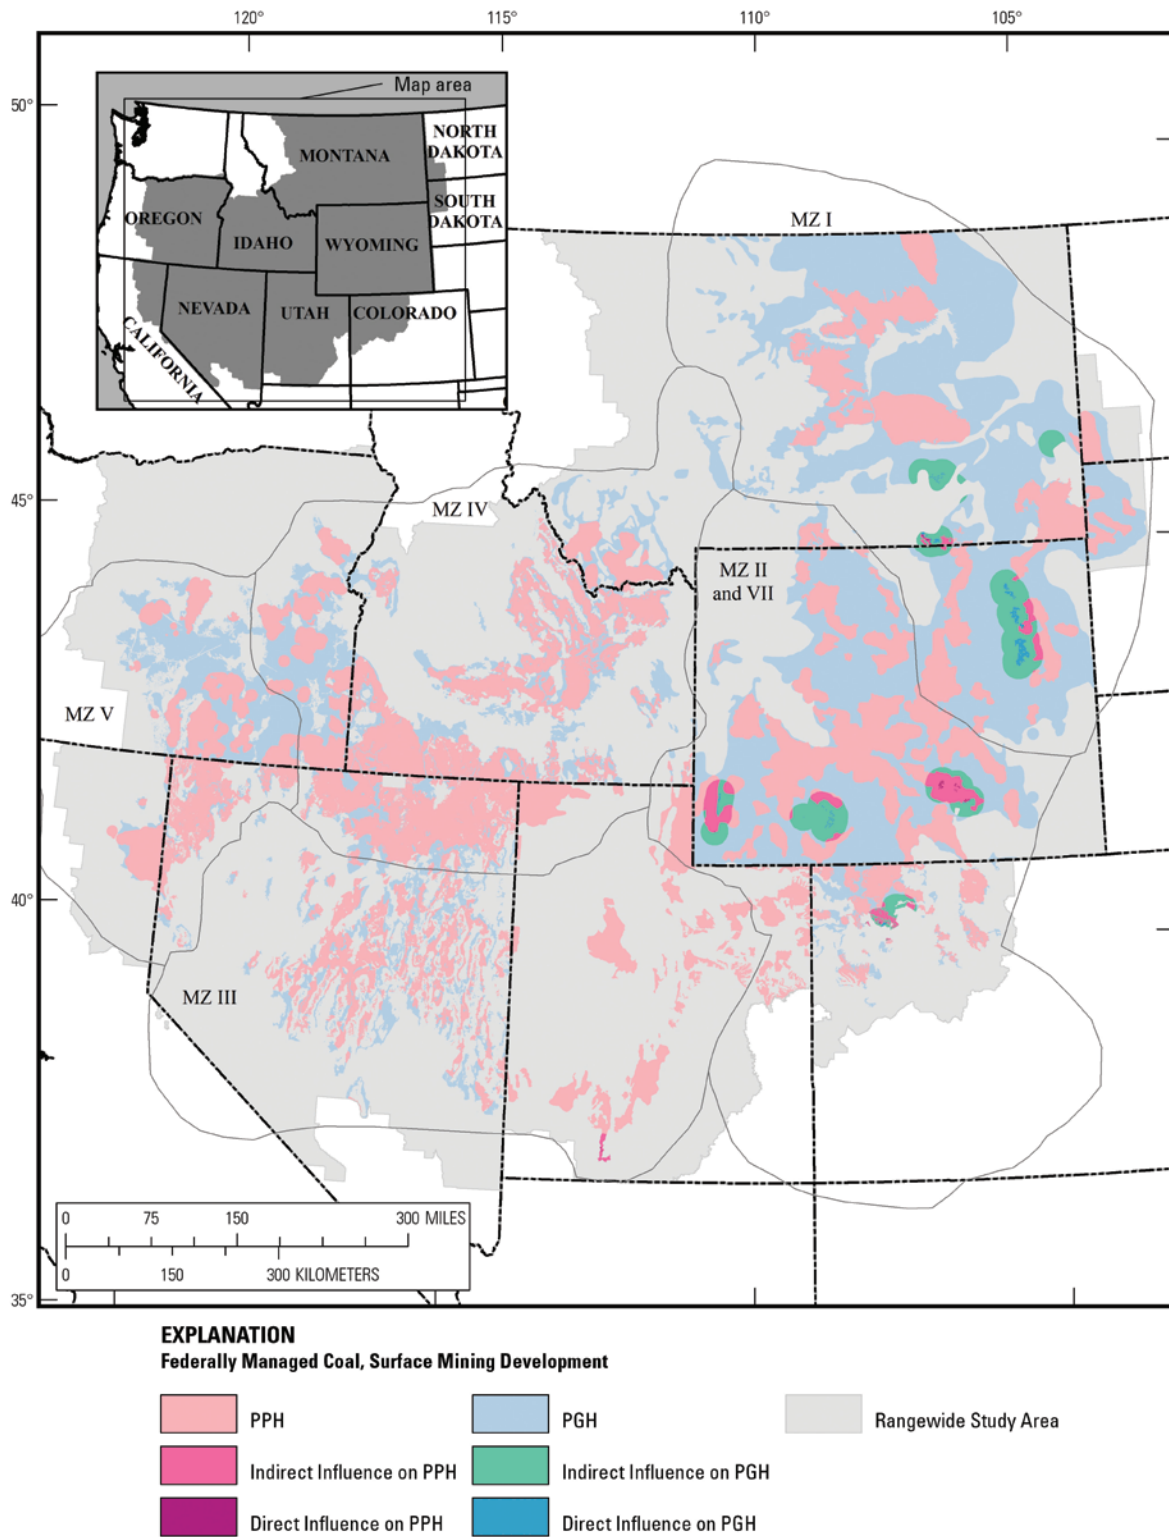 120°
115°
110°
105°
50°
45°
40°
35°
Map area
NORTH
DAKOTA
MONTANA
SOUTH
DAKOTA
OREGON
IDAHO
WYOMING
NEVADA
UTAH
COLORADO
CALIFORNIA
MZ I
MZ IV
MZ II
and VII
MZ V
MZ III
0 75 150 300 MILES
0 150 300 KILOMETERS
EXPLANATION
Federally Managed Coal, Surface Mining Development
PPH PGH Rangewide Study Area
Indirect Influence on PPH Indirect Influence on PGH
Direct Influence on PPH Direct Influence on PGH